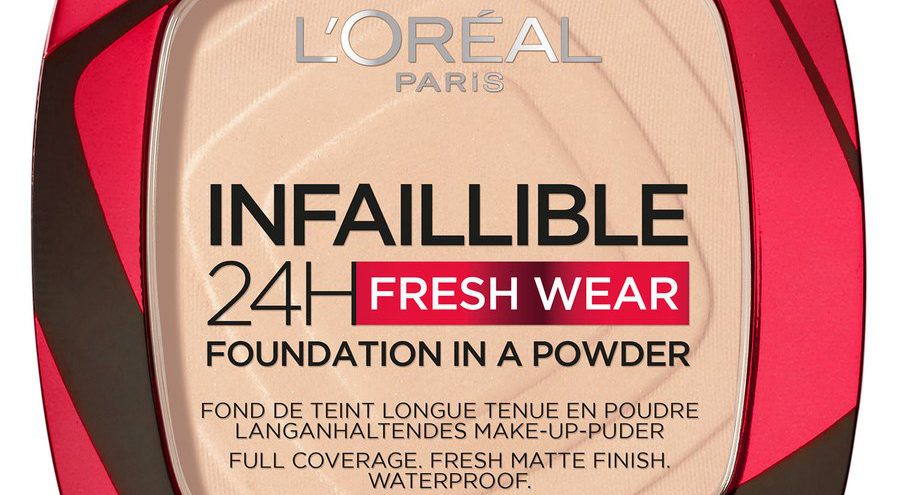 L'ORÉAL
PARIS
INFAILLIBLE
24H FRESH WEAR
FOUNDATION IN A POWDER
FOND DE TEINT LONGUE TENUE EN POUDRE
LANGANHALTENDES MAKE-UP-PUDER
FULL COVERAGE. FRESH MATTE FINISH.
WATERPROOF.